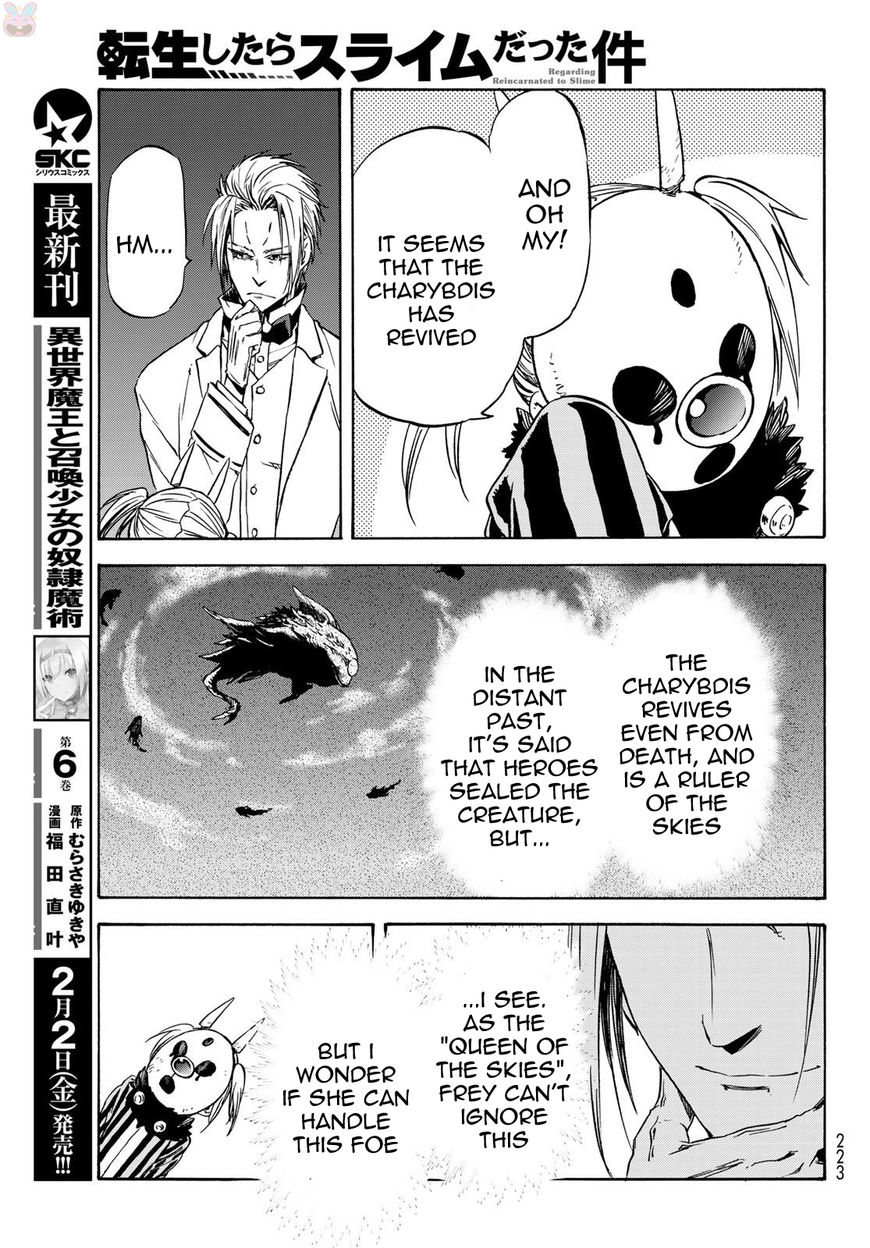 転生したらスライムだった件
Regarding
Reincarnated to Slime
SKC
シリウスコミックス
最新刊
異世界魔王と召喚少女の奴隷魔術
第6巻
原作 むらさきゆきや
漫画 福田直叶
2月2日(金)発売!!!
AND
OH
MY!
IT SEEMS
THAT THE
CHARYBDIS
HAS
REVIVED
HM...
THE
CHARYBDIS
REVIVES
EVEN FROM
DEATH, AND
IS A RULER
OF THE
SKIES
IN THE
DISTANT
PAST,
IT'S SAID
THAT HEROES
SEALED THE
CREATURE,
BUT...
...I SEE.
AS THE
"QUEEN OF
THE SKIES",
FREY CAN'T
IGNORE
THIS
BUT I
WONDER
IF SHE CAN
HANDLE
THIS FOE
223